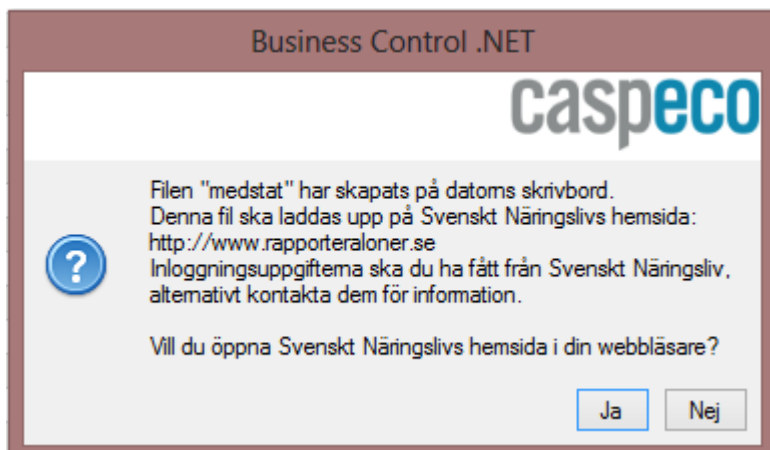 Business Control .NET
caspeco
Filen "medstat" har skapats på datorns skrivbord.
Denna fil ska laddas upp på Svenskt Näringslivs hemsida:
http://www.rapporteraloner.se
Inloggningsuppgifterna ska du ha fått från Svenskt Näringsliv,
alternativt kontakta dem för information.
Vill du öppna Svenskt Näringslivs hemsida i din webbläsare?
Ja Nej